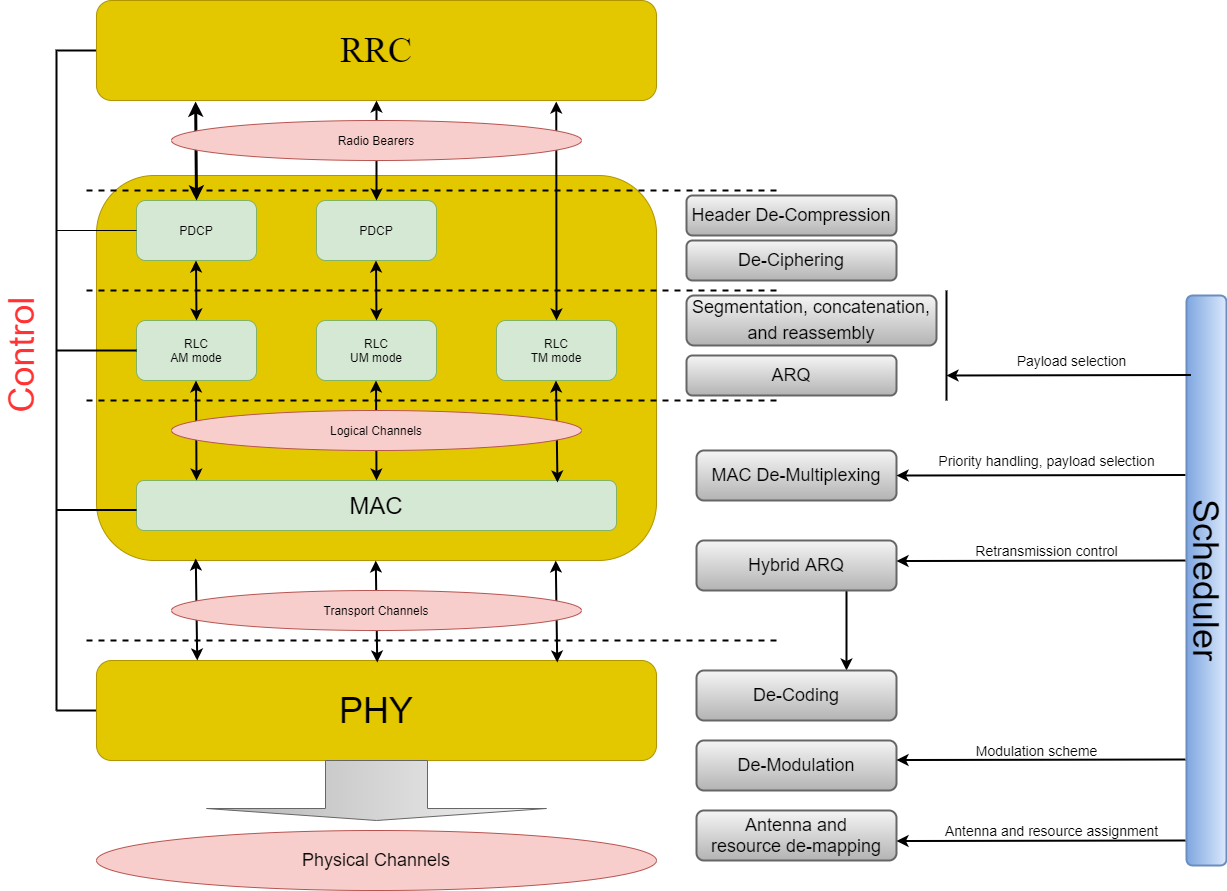 RRC
Radio Bearers
PDCP
PDCP
Header De-Compression
De-Ciphering
Control
RLC
AM mode
RLC
UM mode
RLC
TM mode
Segmentation, concatenation,
and reassembly
ARQ
Payload selection
Logical Channels
MAC
MAC De-Multiplexing
Priority handling, payload selection
Hybrid ARQ
Retransmission control
Scheduler
Transport Channels
PHY
De-Coding
De-Modulation
Modulation scheme
Antenna and
resource de-mapping
Antenna and resource assignment
Physical Channels